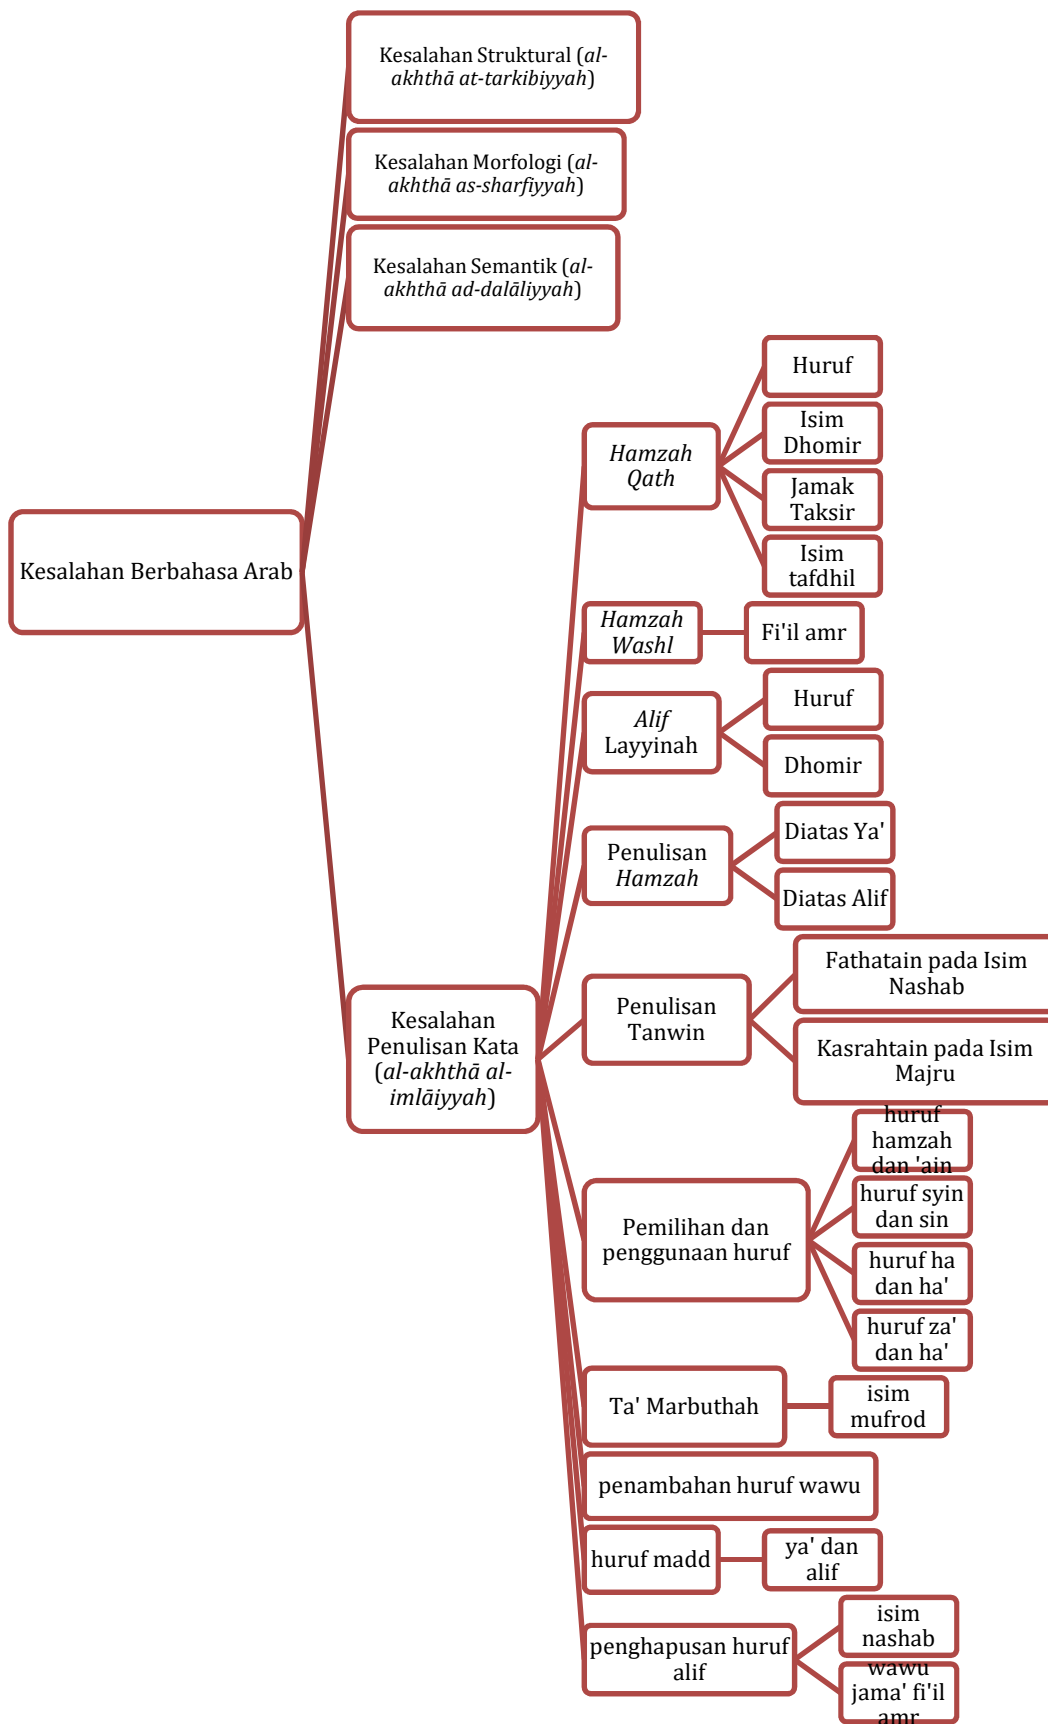 Kesalahan Struktural (al-
akhthā at-tarkibiyyah)
Kesalahan Morfologi (al-
akhthā as-sharfiyyah)
Kesalahan Semantik (al-
akhthā ad-dalāliyyah)
Huruf
Isim
Dhomir
Hamzah
Qath
Jamak
Taksir
Isim
tafdhil
Kesalahan Berbahasa Arab
Hamzah
Washl
Fi'il amr
Huruf
Alif
Layyinah
Dhomir
Diatas Ya'
Penulisan
Hamzah
Diatas Alif
Fathatain pada Isim
Nashab
Penulisan
Tanwin
Kasrahtain pada Isim
Majru
Kesalahan
Penulisan Kata
(al-akhthā al-
imlāiyyah)
huruf
hamzah
dan 'ain
huruf syin
dan sin
Pemilihan dan
penggunaan huruf
huruf ha
dan ha'
huruf za'
dan ha'
Ta' Marbuthah
isim
mufrod
penambahan huruf wawu
huruf madd
ya' dan
alif
isim
nashab
penghapusan huruf
alif
wawu
jama' fi'il
amr